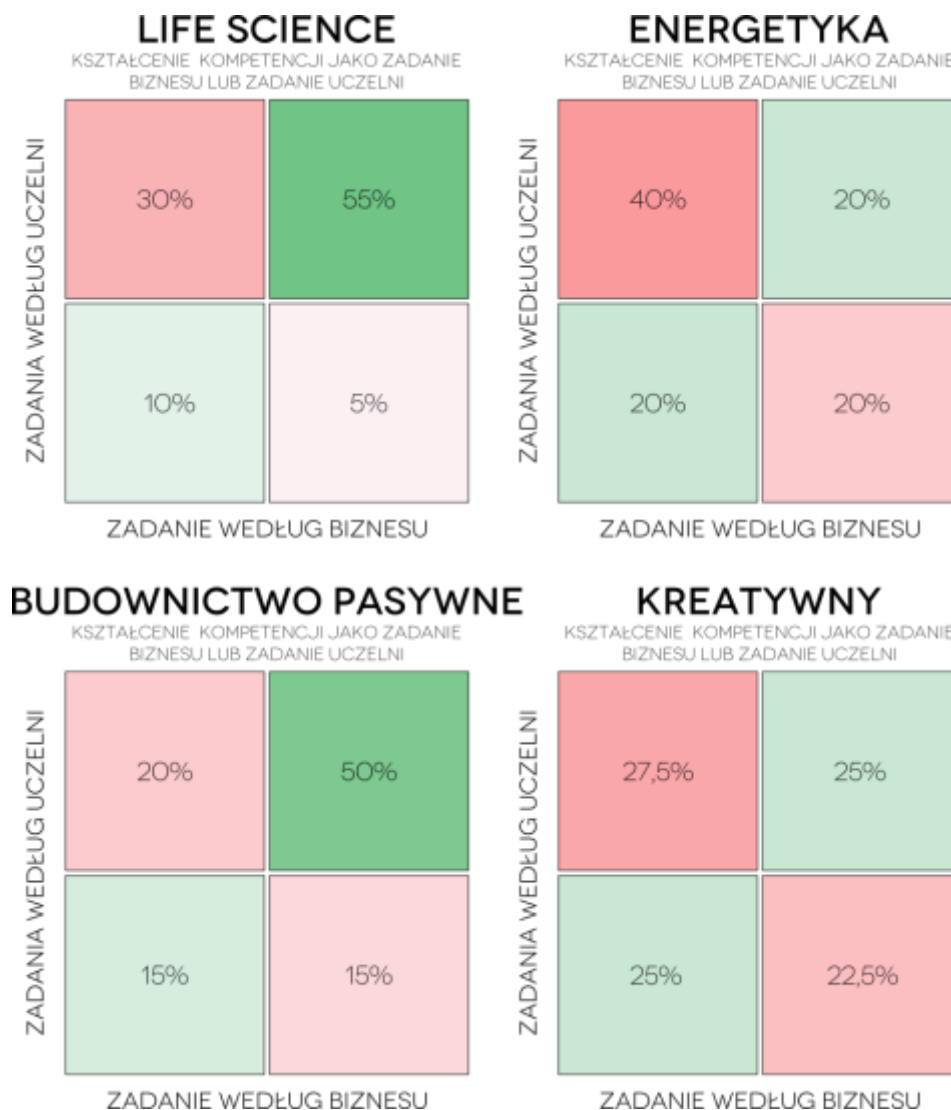 LIFE SCIENCE
KSZTAŁCENIE KOMPETENCJI JAKO ZADANIE
BIZNESU LUB ZADANIE UCZELNI
ZADANIA WEDŁUG UCZELNI
30%
55%
10%
5%
ZADANIE WEDŁUG BIZNESU
ENERGETYKA
KSZTAŁCENIE KOMPETENCJI JAKO ZADANIE
BIZNESU LUB ZADANIE UCZELNI
ZADANIA WEDŁUG UCZELNI
40%
20%
20%
20%
ZADANIE WEDŁUG BIZNESU
BUDOWNICTWO PASYWNE
KSZTAŁCENIE KOMPETENCJI JAKO ZADANIE
BIZNESU LUB ZADANIE UCZELNI
ZADANIA WEDŁUG UCZELNI
20%
50%
15%
15%
ZADANIE WEDŁUG BIZNESU
KREATYWNY
KSZTAŁCENIE KOMPETENCJI JAKO ZADANIE
BIZNESU LUB ZADANIE UCZELNI
ZADANIA WEDŁUG UCZELNI
27,5%
25%
25%
22,5%
ZADANIE WEDŁUG BIZNESU